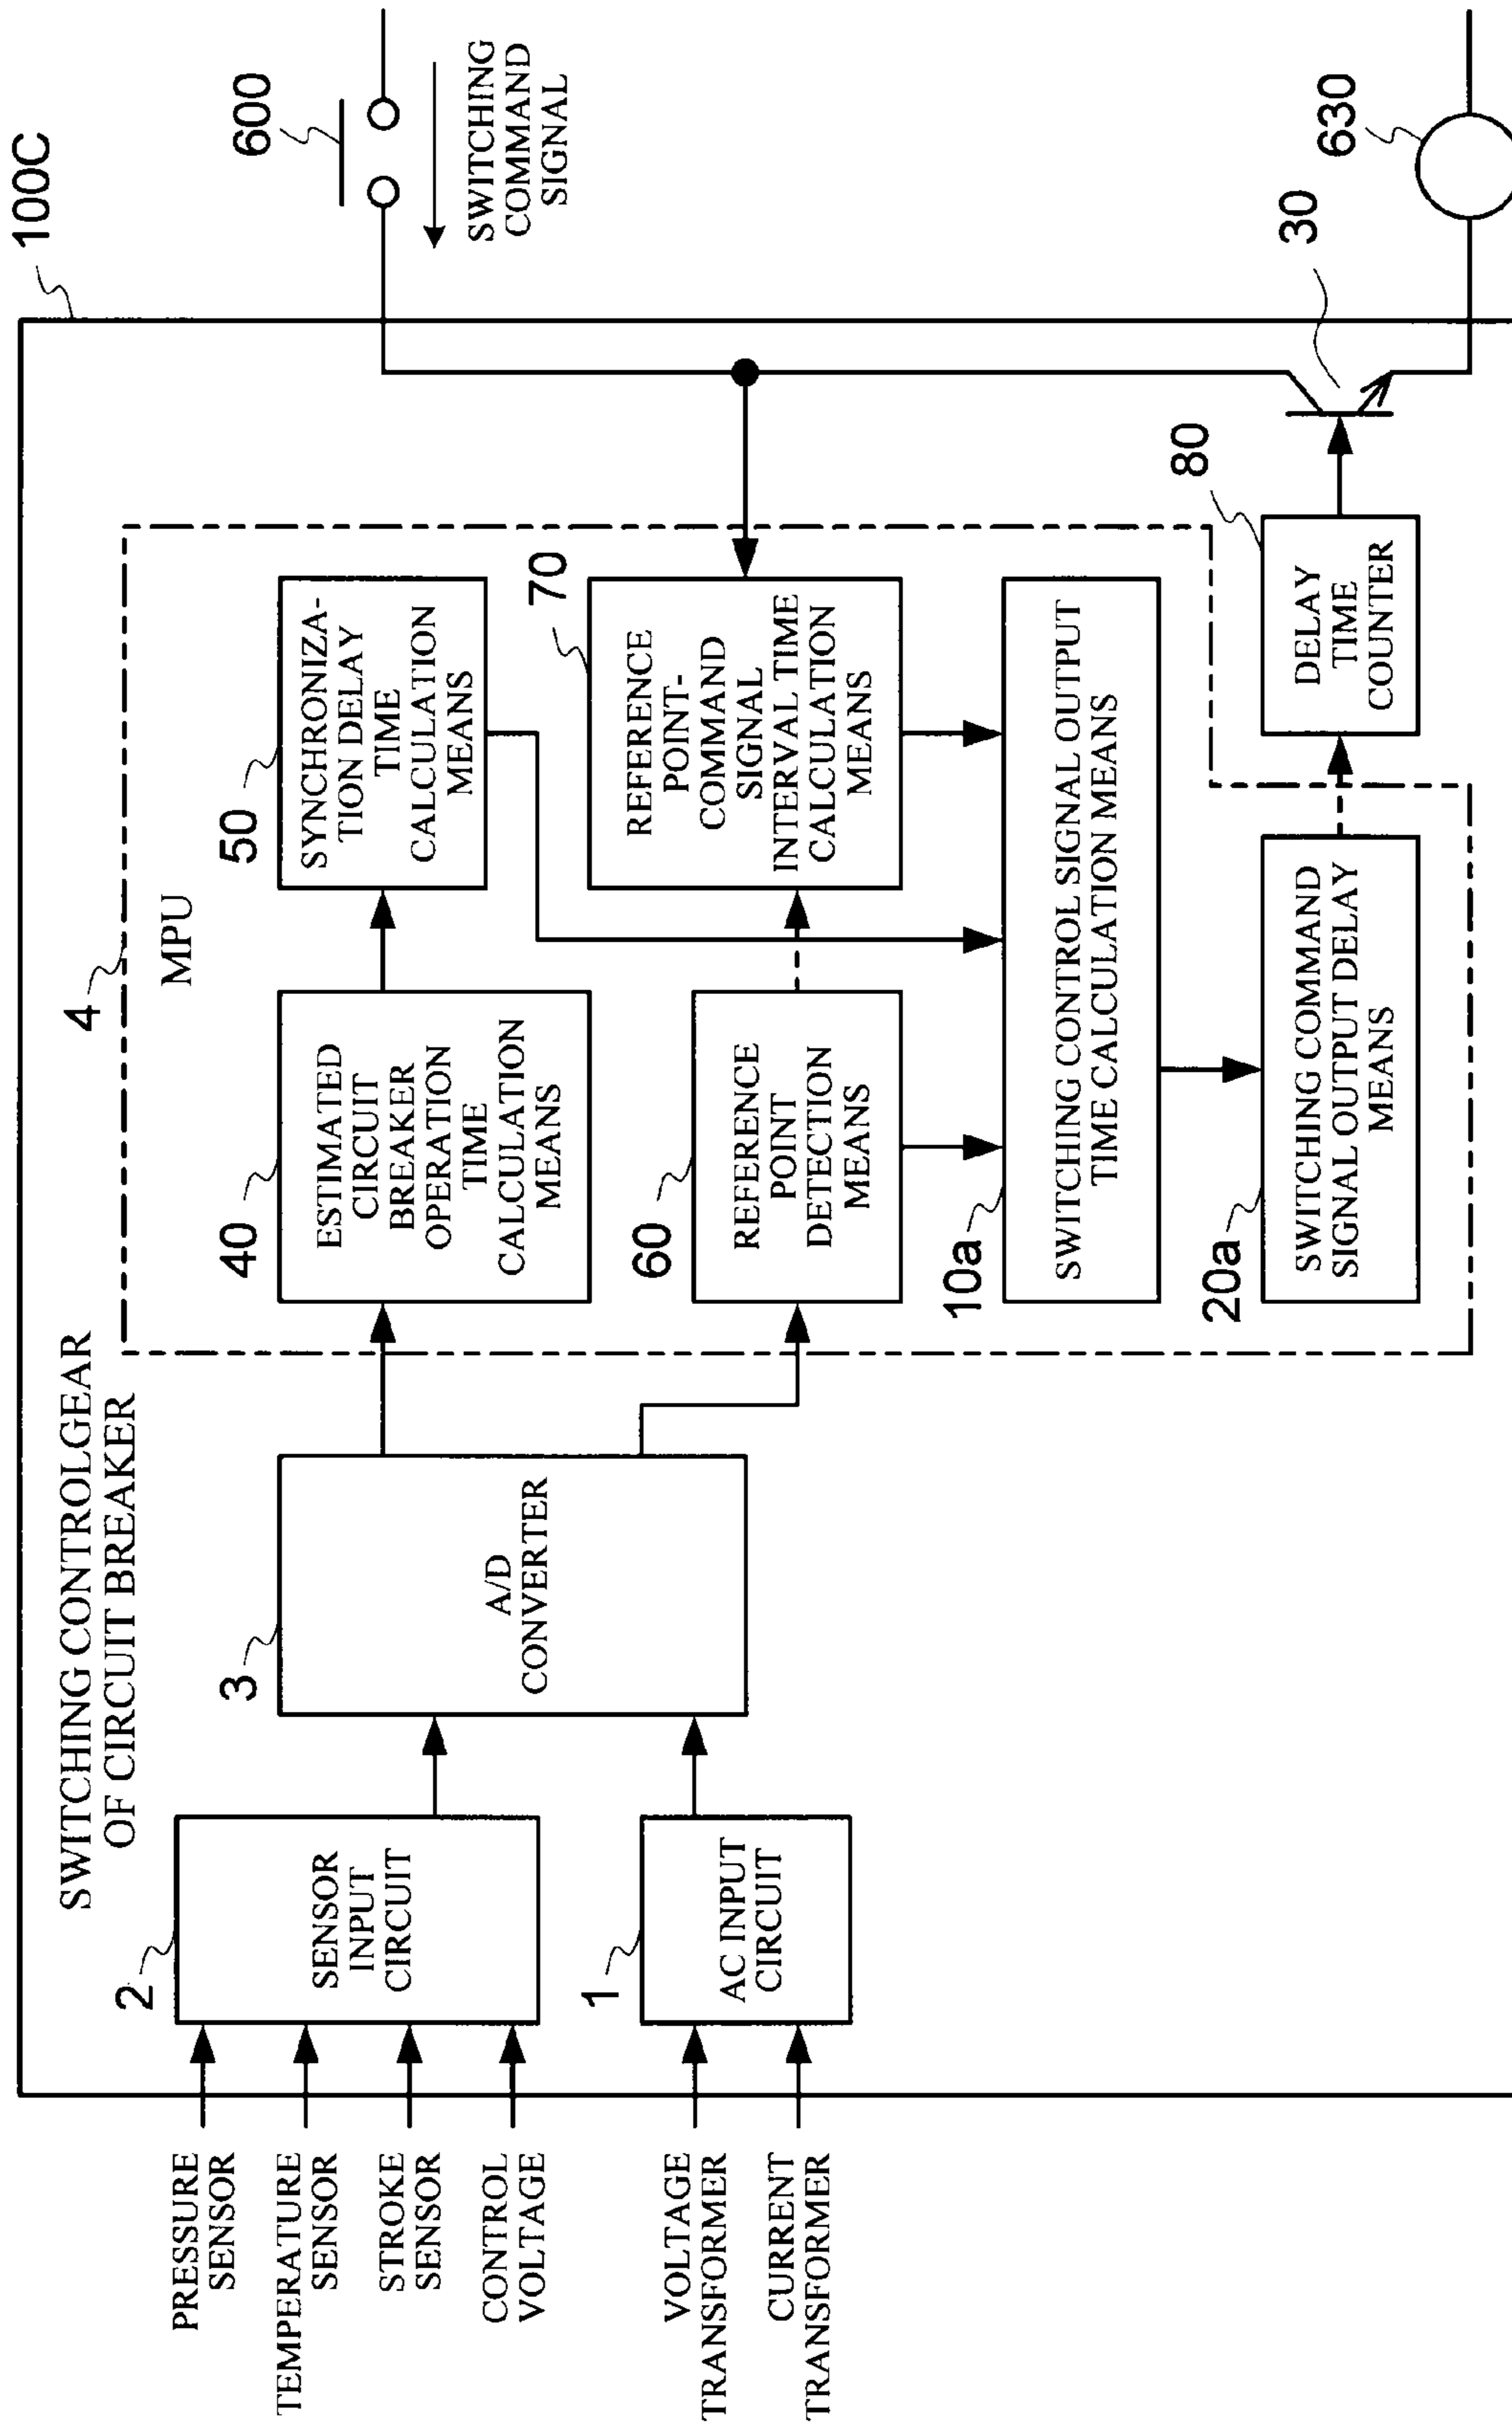 100C
SWITCHING CONTROLGEAR
OF CIRCUIT BREAKER
PRESSURE
SENSOR
TEMPERATURE
SENSOR
STROKE
SENSOR
CONTROL
VOLTAGE
VOLTAGE
TRANSFORMER
CURRENT
TRANSFORMER
2
SENSOR
INPUT
CIRCUIT
1
AC INPUT
CIRCUIT
3
A/D
CONVERTER
4
MPU
40
ESTIMATED
CIRCUIT
BREAKER
OPERATION
TIME
CALCULATION
MEANS
50
SYNCHRONIZA-
TION DELAY
TIME
CALCULATION
MEANS
60
REFERENCE
POINT
DETECTION
MEANS
70
REFERENCE
POINT-
COMMAND
SIGNAL
INTERVAL TIME
CALCULATION
MEANS
10a
SWITCHING CONTROL SIGNAL OUTPUT
TIME CALCULATION MEANS
20a
SWITCHING COMMAND
SIGNAL OUTPUT DELAY
MEANS
80
DELAY
TIME
COUNTER
30
600
SWITCHING
COMMAND
SIGNAL
630